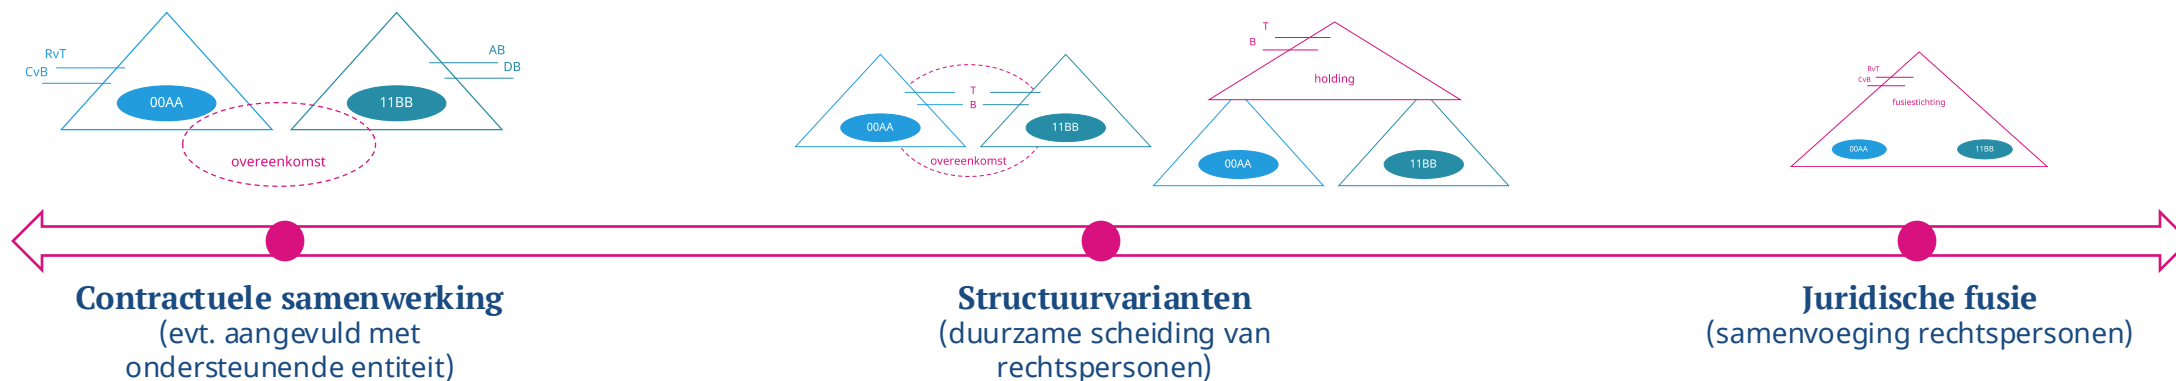 RvT
CvB
00AA
AB
DB
11BB
overeenkomst
T
B
00AA
11BB
overeenkomst
T
B
holding
00AA
11BB
RvT
CvB
fusiestichting
00AA
11BB
Contractuele samenwerking
(evt. aangevuld met
ondersteunende entiteit)
Structuurvarianten
(duurzame scheiding van
rechtspersonen)
Juridische fusie
(samenvoeging rechtspersonen)